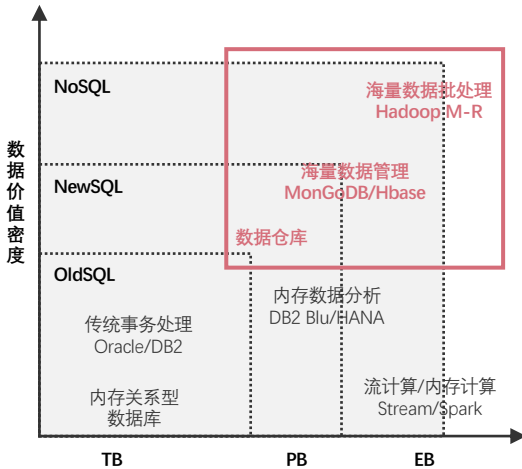 数据价值密度
NoSQL
海量数据批处理
Hadoop M-R
NewSQL
海量数据管理
MonGoDB/Hbase
数据仓库
OldSQL
内存数据分析
DB2 Blu/HANA
传统事务处理
Oracle/DB2
内存关系型
数据库
流计算/内存计算
Stream/Spark
TB
PB
EB